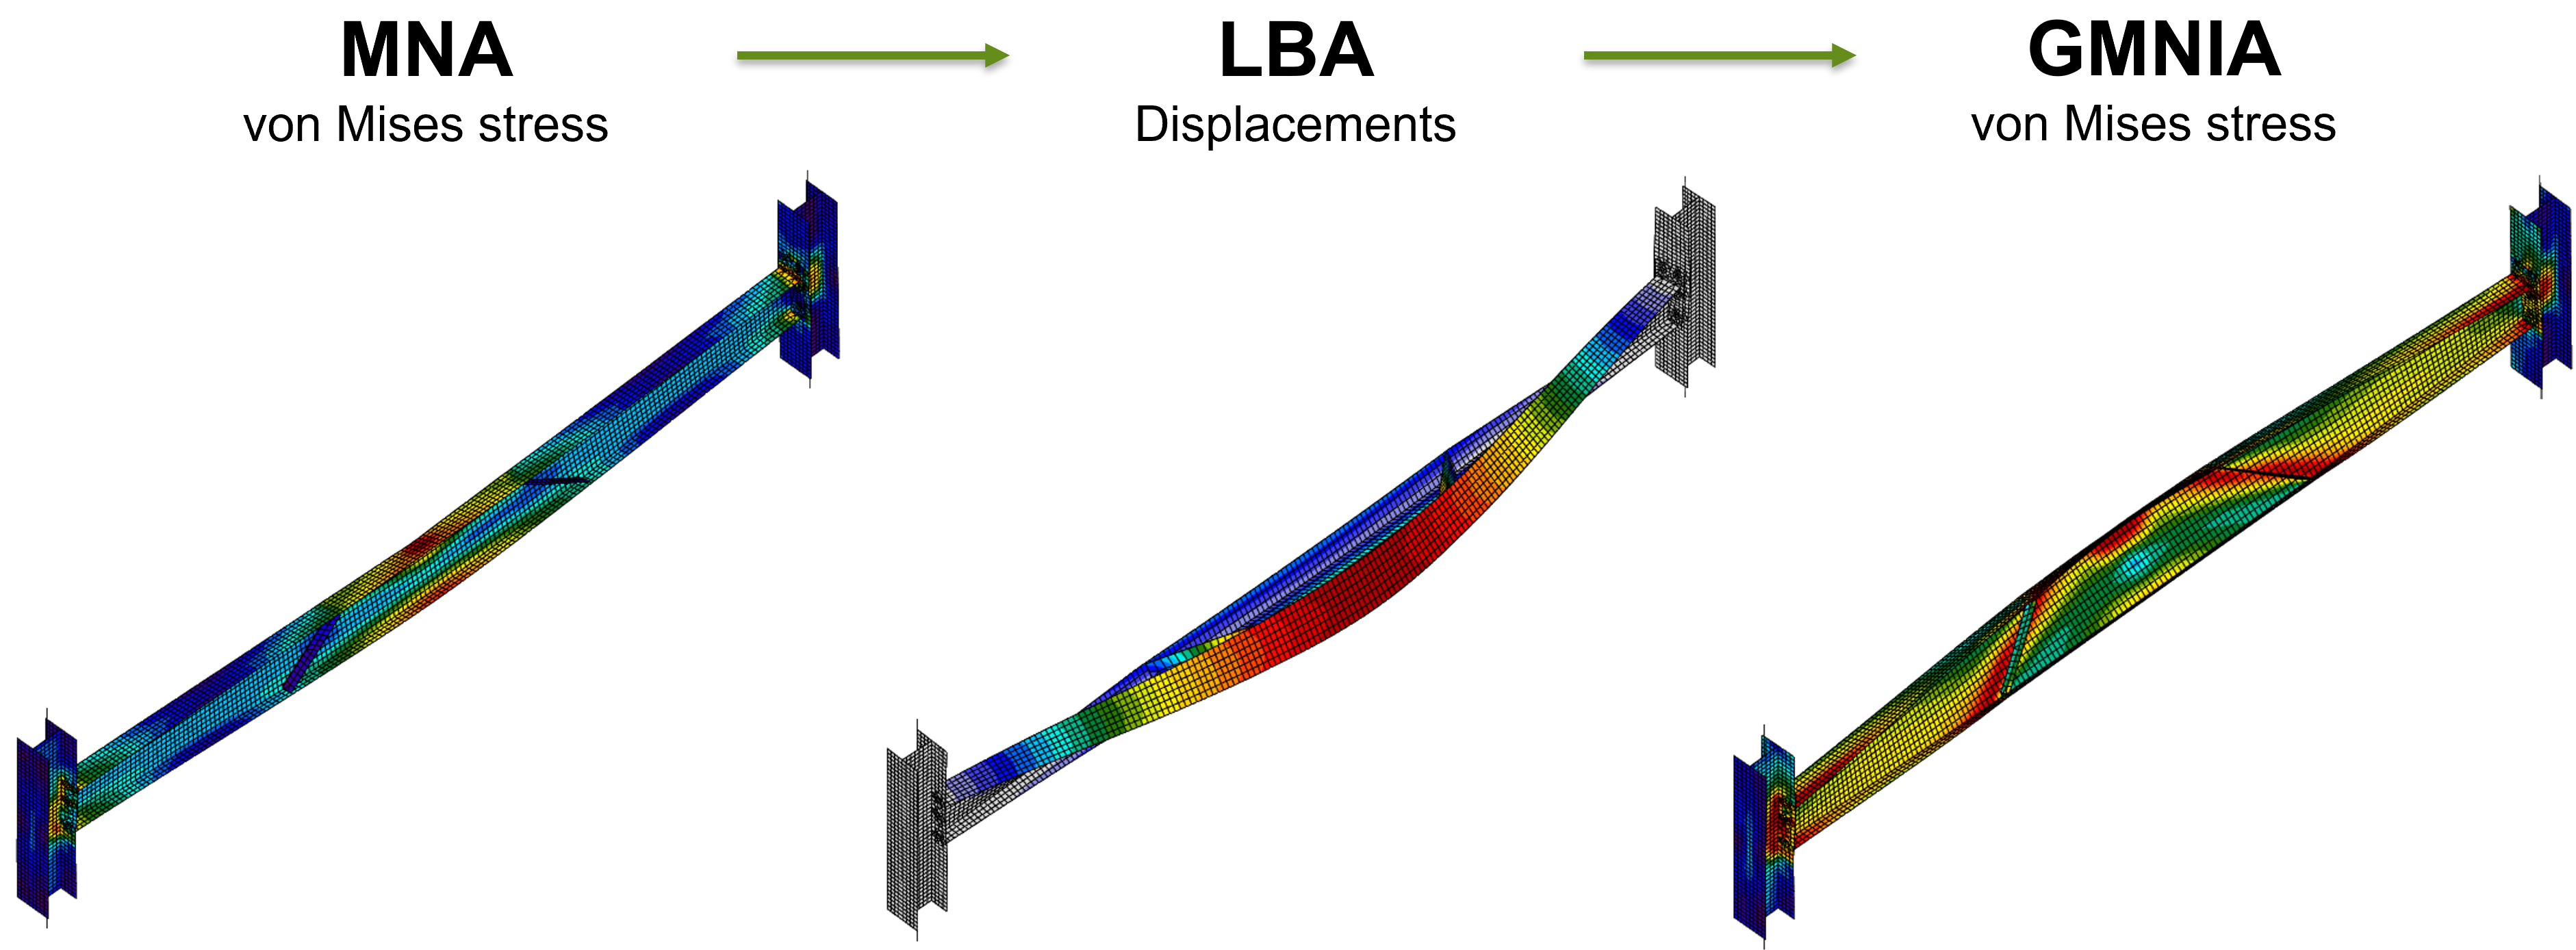 MNA
von Mises stress
LBA
Displacements
GMNIA
von Mises stress